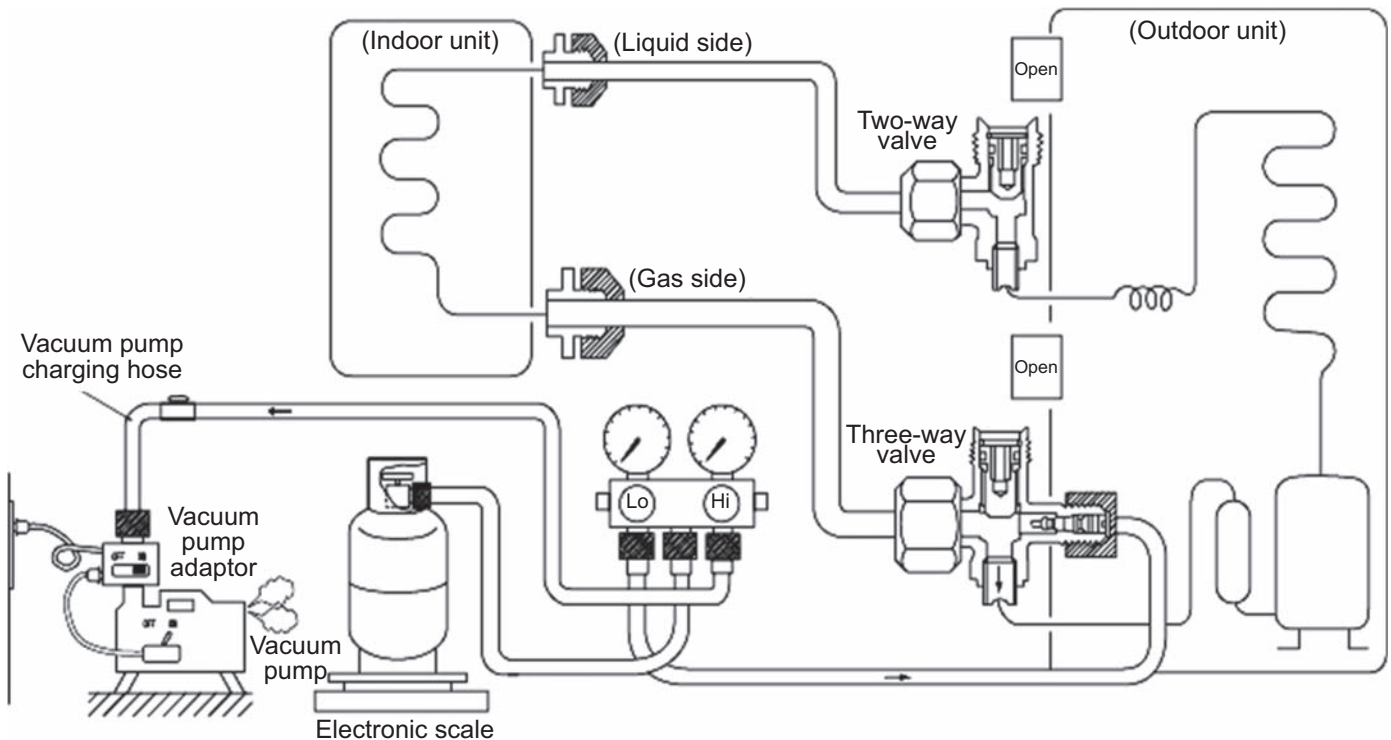 (Indoor unit)
(Liquid side)
Open
(Outdoor unit)
Two-way
valve
(Gas side)
Open
Vacuum pump
charging hose
Three-way
valve
Lo
Hi
Vacuum
pump
adaptor
Vacuum
pump
Electronic scale